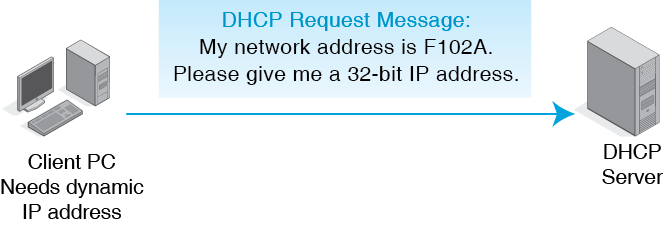 DHCP Request Message:
My network address is F102A.
Please give me a 32-bit IP address.
Client PC
Needs dynamic
IP address
DHCP
Server